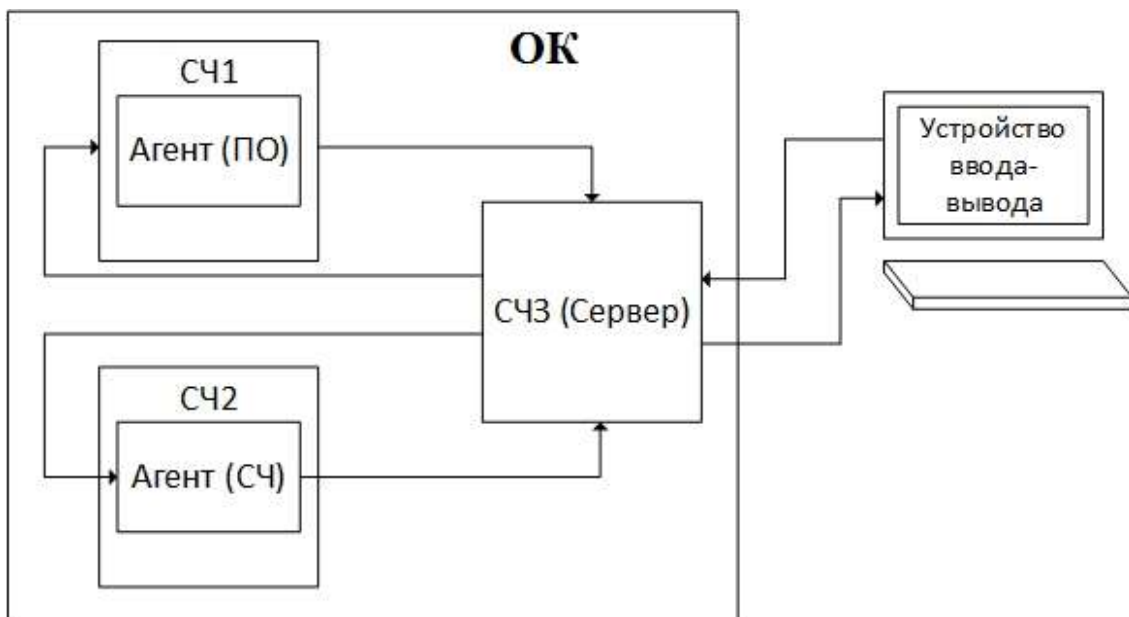 ОК
СЧ1
Агент (ПО)
Устройство
ввода-
вывода
СЧ3 (Сервер)
СЧ2
Агент (СЧ)